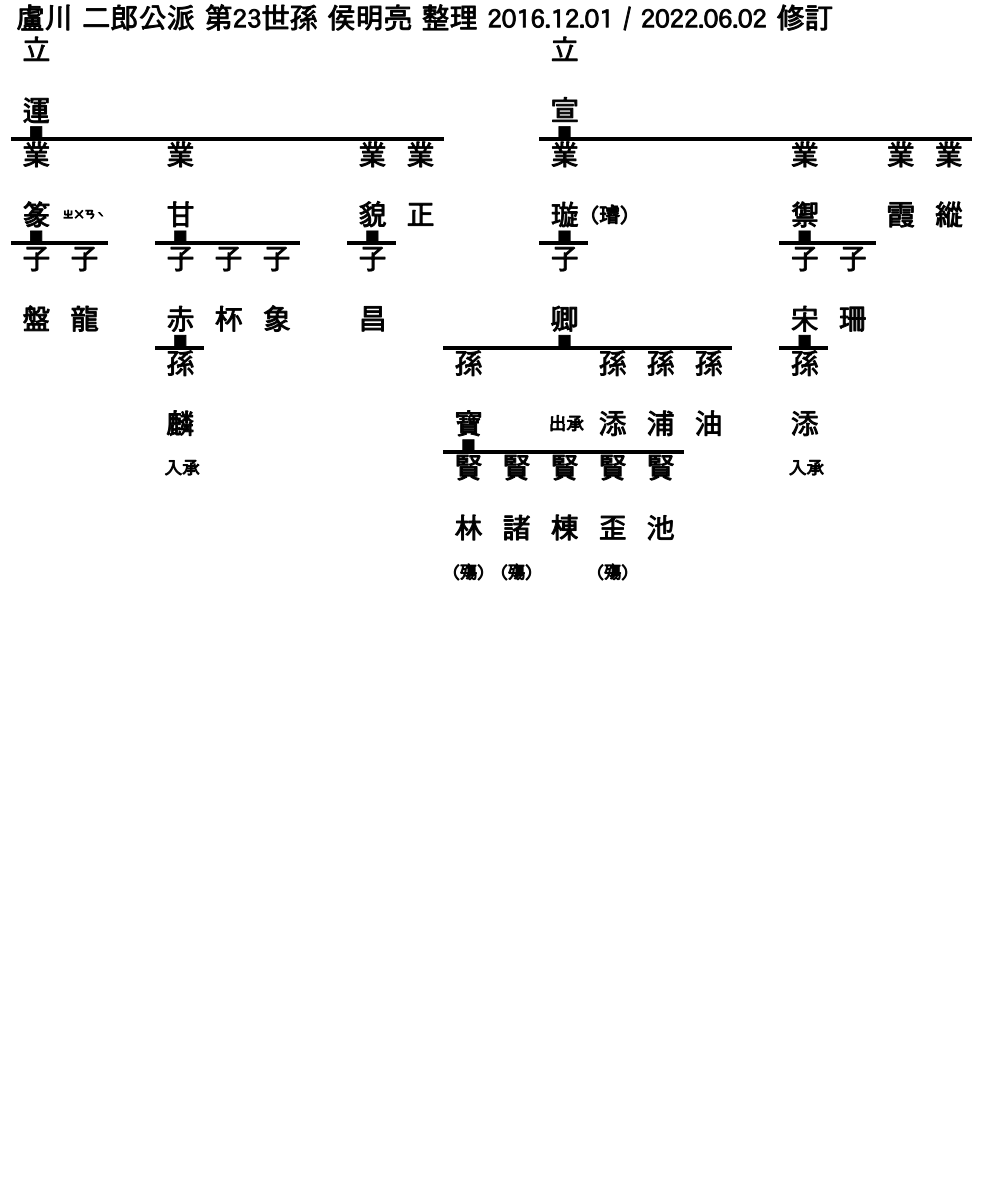 盧川 二郎公派 第23世孫 侯明亮 整理 2016.12.01 / 2022.06.02 修訂
立 立
運 宣
業 業 業 業 業 業 業 業
篆 ㄓㄨㄢˋ 甘 貌 正 璇 (璿) 禦 霞 縱
子 子 子 子 子 子 子 子 子
盤 龍 赤 杯 象 昌 卿 宋 珊
孫 孫 孫 孫 孫 孫
麟 寶 出承 添 浦 油 添
入承 賢 賢 賢 賢 賢 入承
林 諸 棟 歪 池
(殤) (殤) (殤)